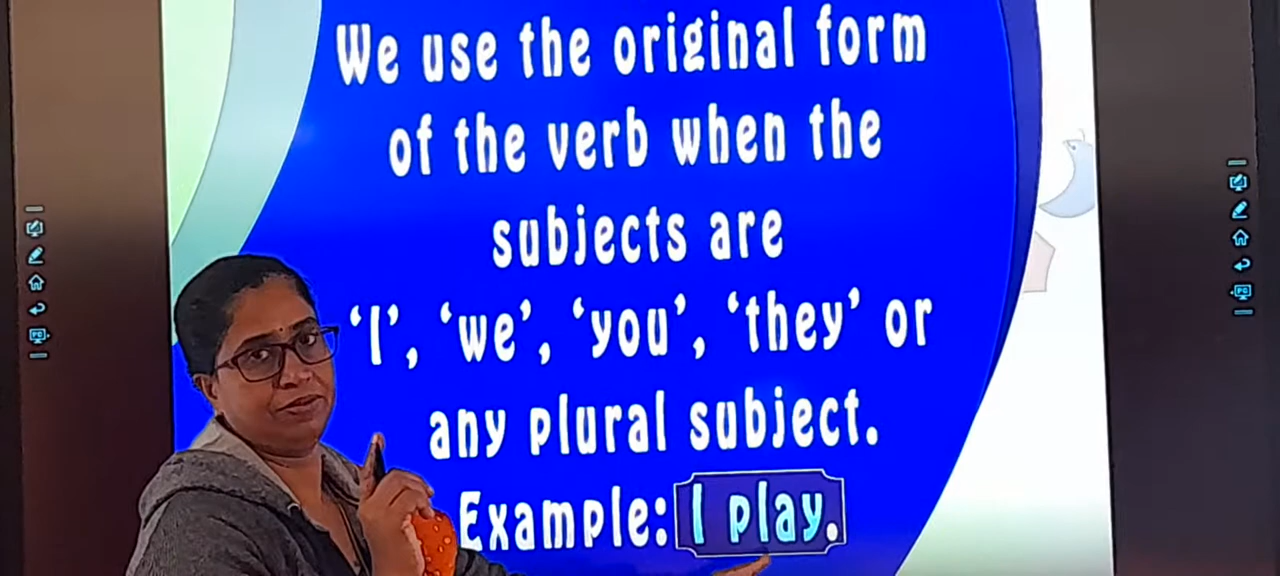 We use the original form
of the verb when the
subjects are
‘I’, ‘we’, ‘you’, ‘they’ or
any plural subject.
Example: I play.